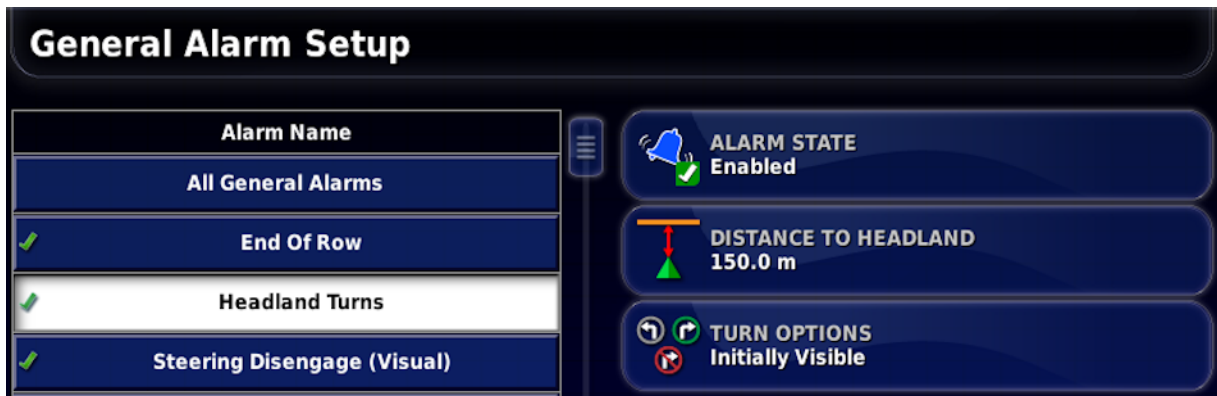 General Alarm Setup
Alarm Name
All General Alarms
End Of Row
Headland Turns
Steering Disengage (Visual)
ALARM STATE
Enabled
DISTANCE TO HEADLAND
150.0 m
TURN OPTIONS
Initially Visible